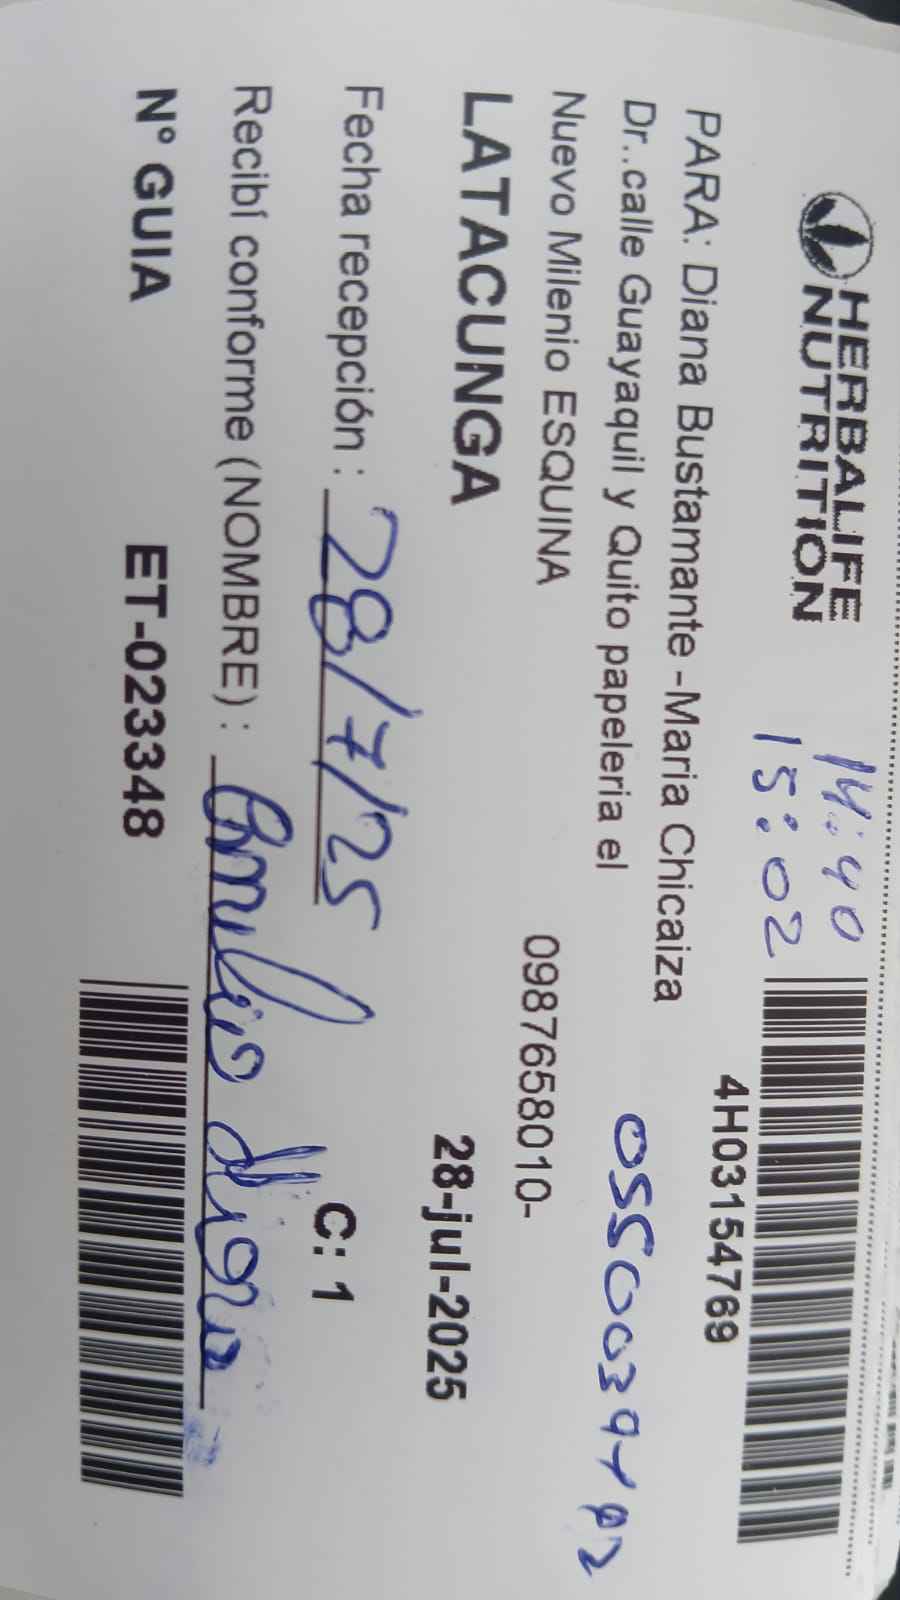 HERBALIFE
NUTRITION
14:40
15:02
4H03154769
PARA: Diana Bustamante -Maria Chicaiza
Dr..calle Guayaquil y Quito papeleria el
Nuevo Milenio ESQUINA
0987658010-
LATACUNGA
28-jul-2025
Fecha recepción : 28/7/25
C: 1
Recibí conforme (NOMBRE) :
N° GUIA ET-023348